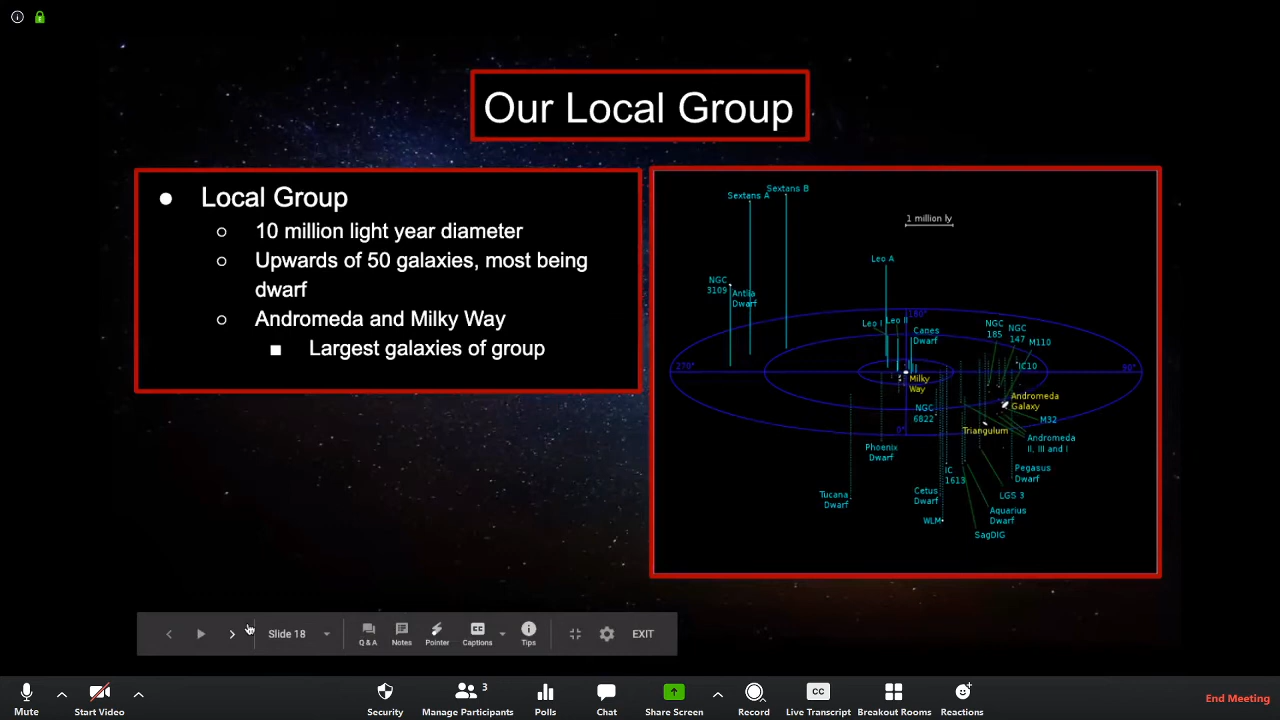 Our Local Group
● Local Group
○ 10 million light year diameter
○ Upwards of 50 galaxies, most being
dwarf
○ Andromeda and Milky Way
■ Largest galaxies of group
Sextans A
Sextans B
1 million ly
Leo A
NGC
3109
Antlia
Dwarf
180°
Leo I
Leo II
Canes
Dwarf
NGC
185
NGC
147
M110
270°
90°
IC10
Milky
Way
Andromeda
Galaxy
NGC
6822
M32
0°
Triangulum
Andromeda
II, III and I
Phoenix
Dwarf
IC
1613
Pegasus
Dwarf
Tucana
Dwarf
Cetus
Dwarf
LGS 3
WLM
Aquarius
Dwarf
SagDIG
Slide 18
Q & A
Notes
Pointer
CC
Captions
Tips
EXIT
Mute
Start Video
Security
3
Manage Participants
Polls
Chat
Share Screen
Record
CC
Live Transcript
Breakout Rooms
Reactions
End Meeting